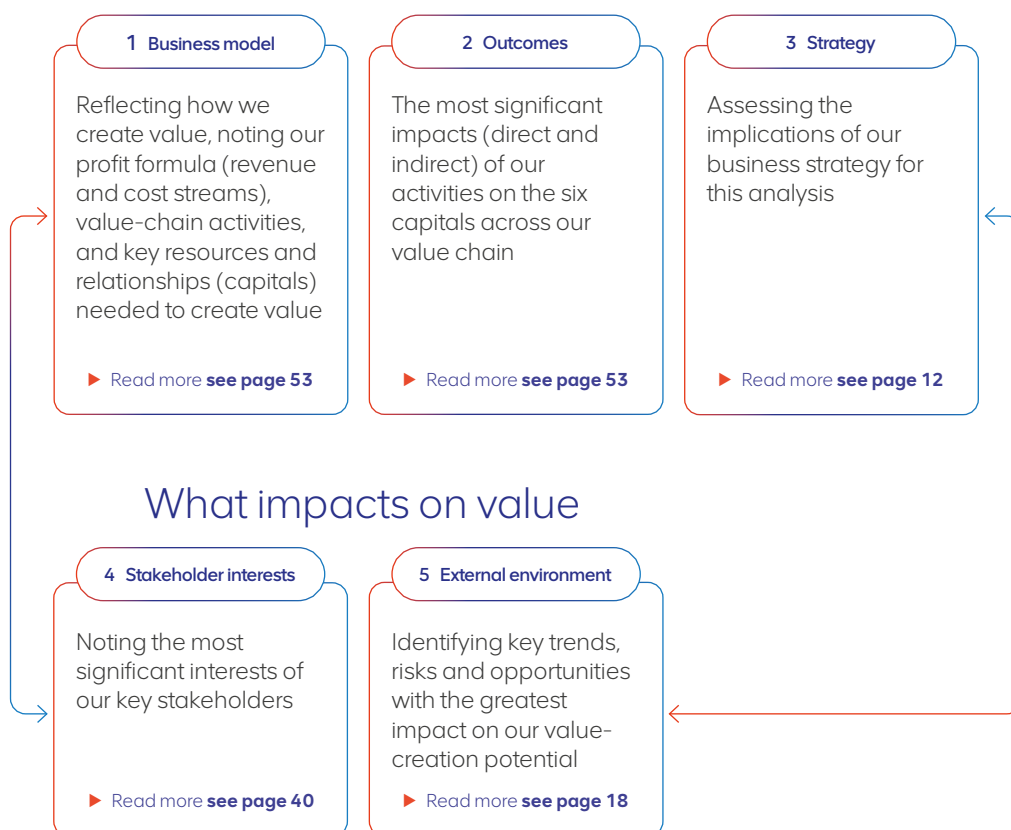 1 Business model
Reflecting how we
create value, noting our
profit formula (revenue
and cost streams),
value-chain activities,
and key resources and
relationships (capitals)
needed to create value
▶ Read more see page 53
2 Outcomes
The most significant
impacts (direct and
indirect) of our
activities on the six
capitals across our
value chain
▶ Read more see page 53
3 Strategy
Assessing the
implications of our
business strategy for
this analysis
▶ Read more see page 12
What impacts on value
4 Stakeholder interests
Noting the most
significant interests of
our key stakeholders
▶ Read more see page 40
5 External environment
Identifying key trends,
risks and opportunities
with the greatest
impact on our value-
creation potential
▶ Read more see page 18